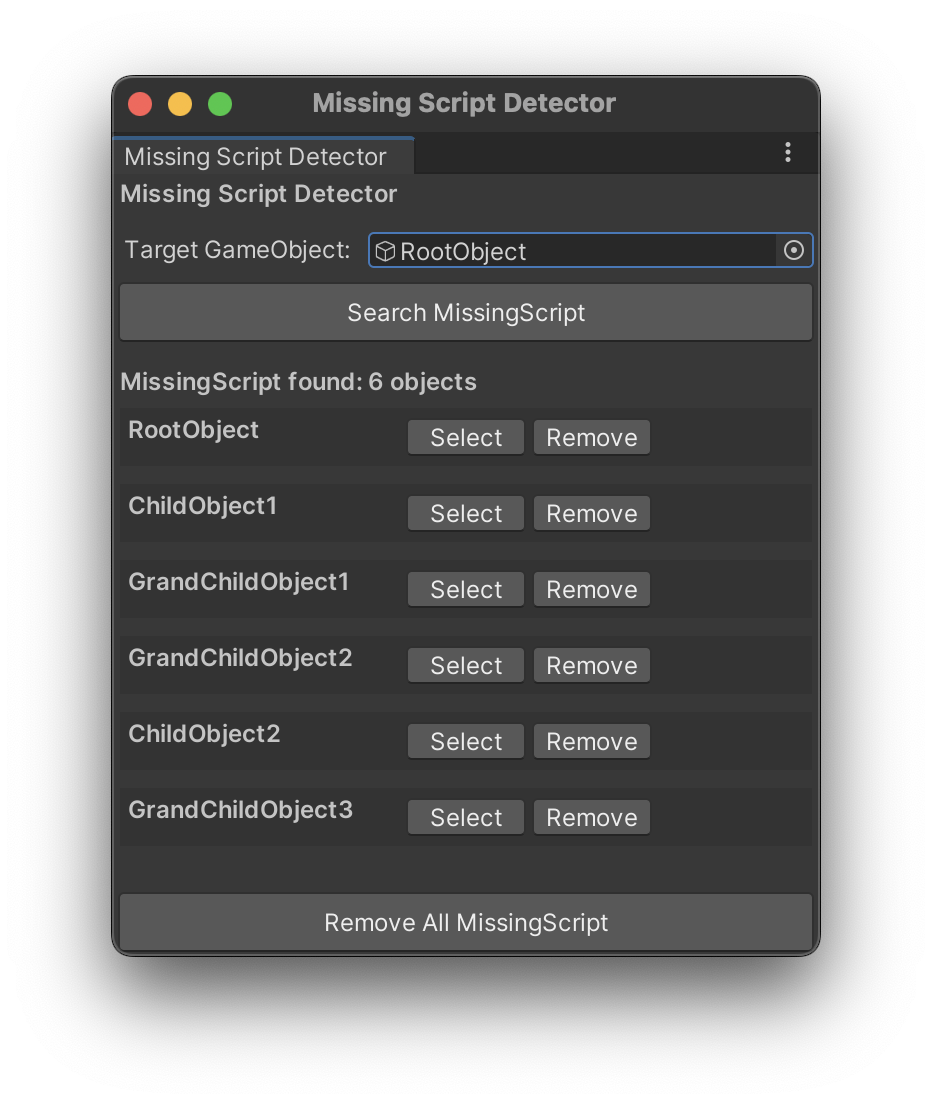 Missing Script Detector
Missing Script Detector
Missing Script Detector
Target GameObject: RootObject
Search MissingScript
MissingScript found: 6 objects
RootObject Select Remove
ChildObject1 Select Remove
GrandChildObject1 Select Remove
GrandChildObject2 Select Remove
ChildObject2 Select Remove
GrandChildObject3 Select Remove
Remove All MissingScript